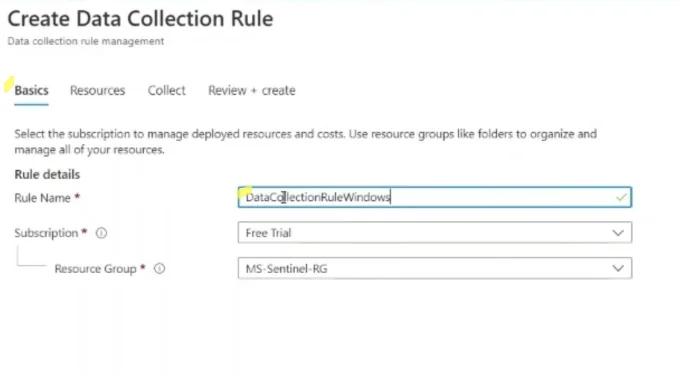 Create Data Collection Rule
Data collection rule management
Basics Resources Collect Review + create
Select the subscription to manage deployed resources and costs. Use resource groups like folders to organize and
manage all of your resources.
Rule details
Rule Name * DataCollectionRuleWindows
Subscription * Free Trial
Resource Group * MS-Sentinel-RG